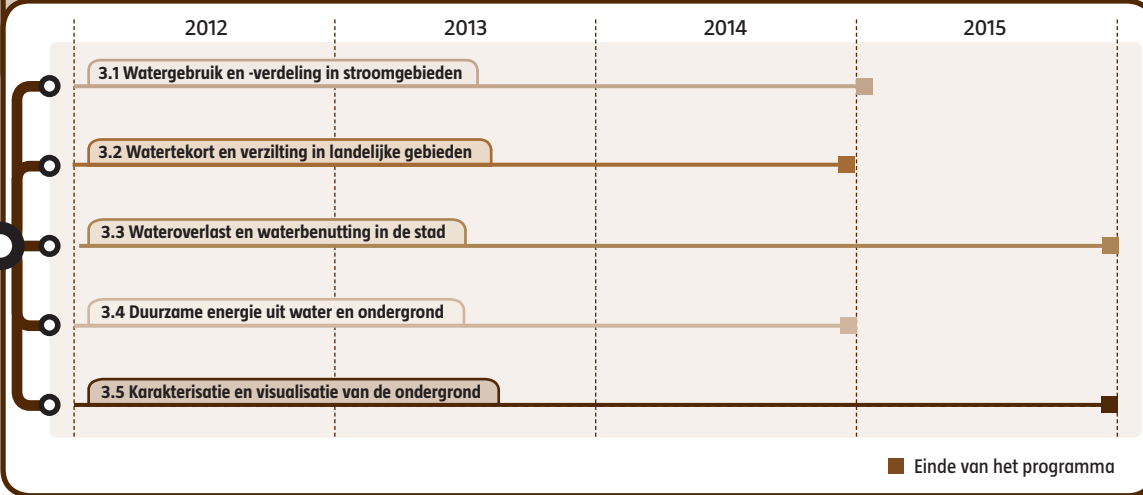 2012 2013 2014 2015
3.1 Watergebruik en -verdeling in stroomgebieden
3.2 Watertekort en verzilting in landelijke gebieden
3.3 Wateroverlast en waterbenutting in de stad
3.4 Duurzame energie uit water en ondergrond
3.5 Karakterisatie en visualisatie van de ondergrond
Einde van het programma